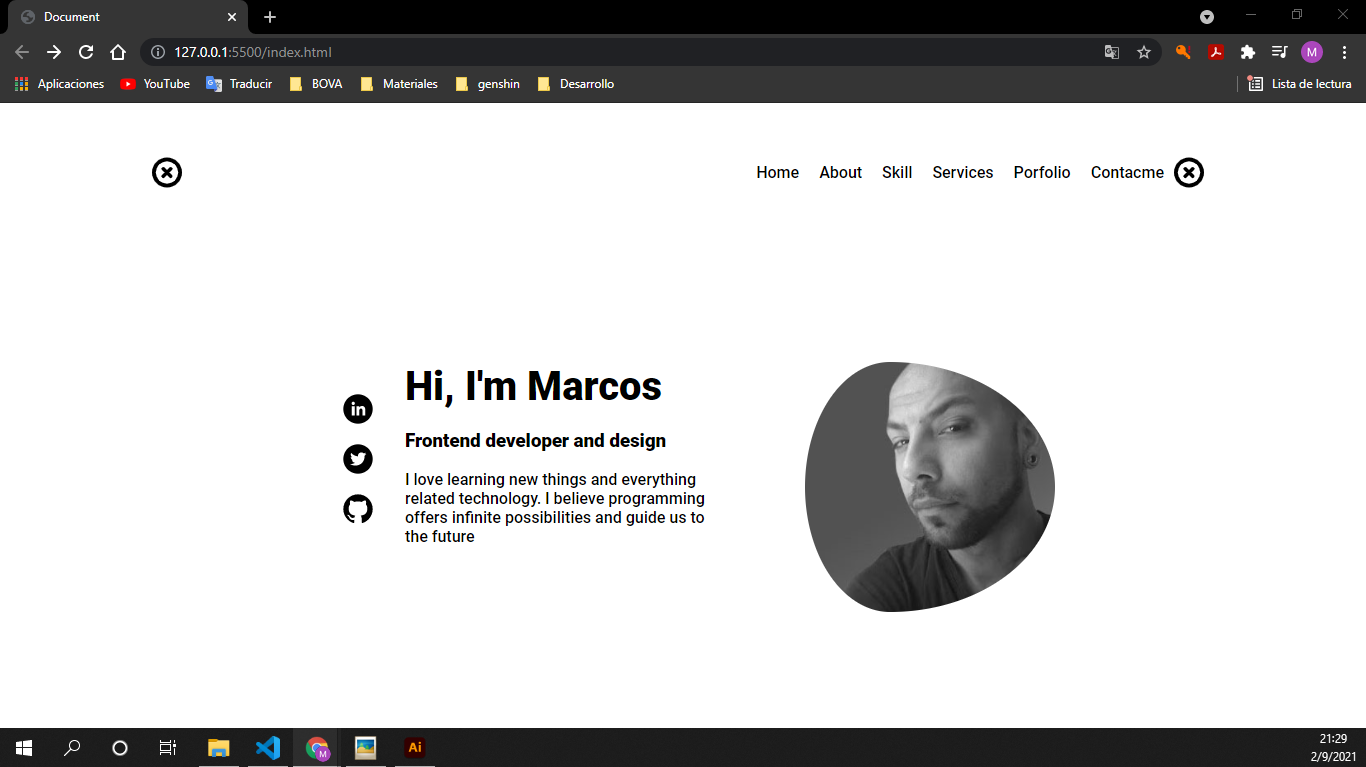 Document
127.0.0.1:5500/index.html
M
Aplicaciones YouTube Traducir BOVA Materiales genshin Desarrollo Lista de lectura
Home About Skill Services Porfolio Contacme
Hi, I'm Marcos
in
Frontend developer and design
I love learning new things and everything
related technology. I believe programming
offers infinite possibilities and guide us to
the future
M
Ai
21:29
2/9/2021